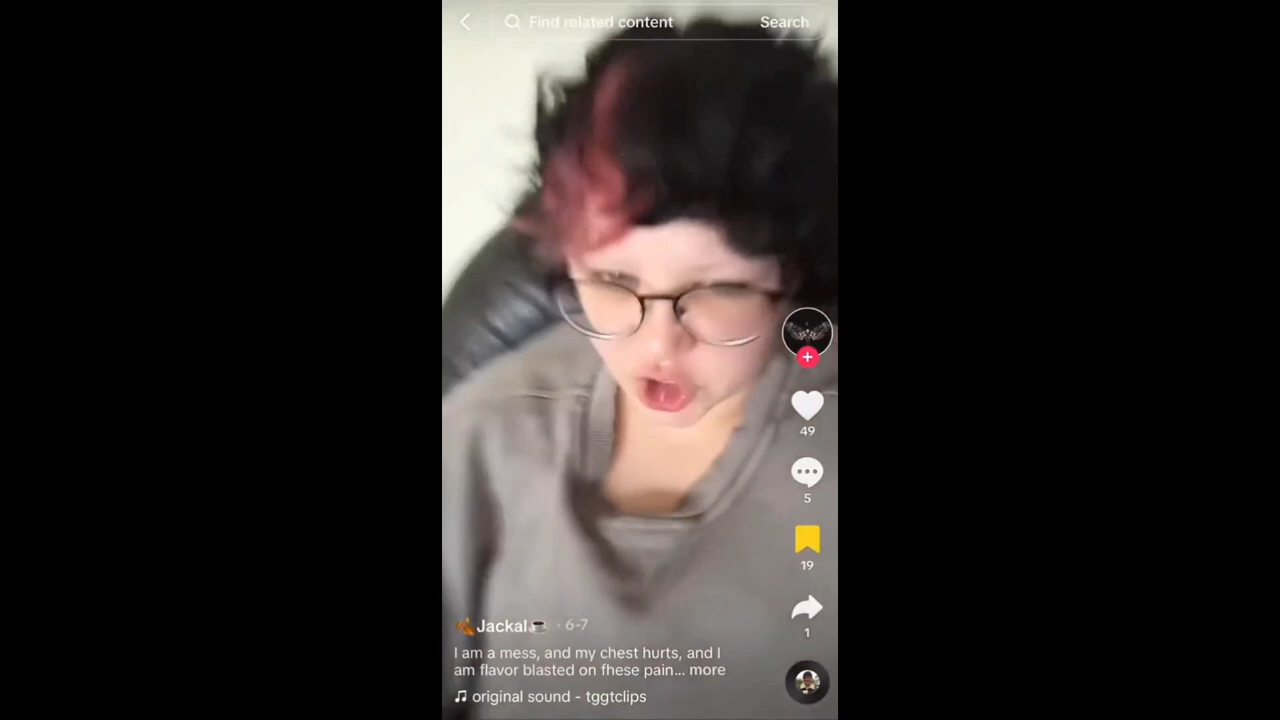 Find related content Search
49
5
19
1
🍂Jackal☕ · 6-7
I am a mess, and my chest hurts, and I
am flavor blasted on fhese pain... more
original sound - tggtclips